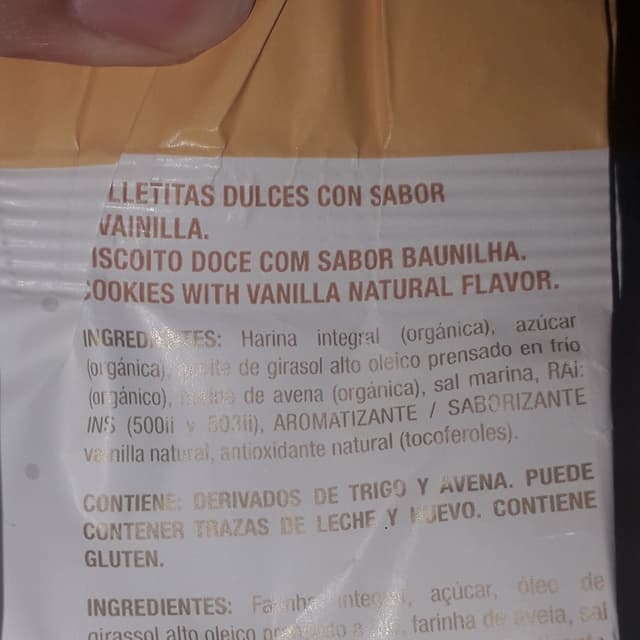 LLETITAS DULCES CON SABOR
VAINILLA.
ISCOITO DOCE COM SABOR BAUNILHA.
COOKIES WITH VANILLA NATURAL FLAVOR.
INGREDIENTES: Harina integral (orgánica), azúcar
(orgánica), aceite de girasol alto oleico prensado en frío
(orgánico), harina de avena (orgánica), sal marina, RAI:
INS (500ii y 503ii), AROMATIZANTE / SABORIZANTE
vainilla natural, antioxidante natural (tocoferoles).
CONTIENE: DERIVADOS DE TRIGO Y AVENA. PUEDE
CONTENER TRAZAS DE LECHE Y HUEVO. CONTIENE
GLUTEN.
INGREDIENTES: Farinha integral, açúcar, óleo de
girassol alto oleico a farinha de aveia, sal